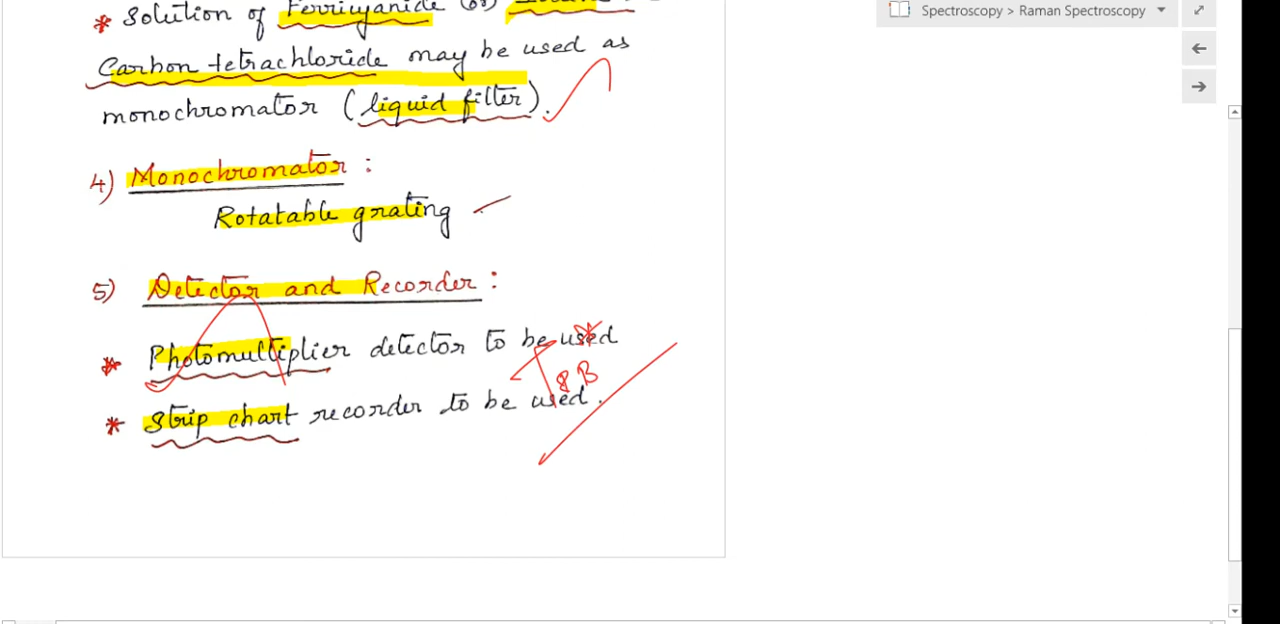 * Solution of Ferricyanide (or)
Spectroscopy > Raman Spectroscopy
Carbon tetrachloride may be used as
monochromator (liquid filter).
4) Monochromator :
Rotatable grating
5) Detector and Recorder :
* Photomultiplier detector to be used
* Strip chart recorder to be used.